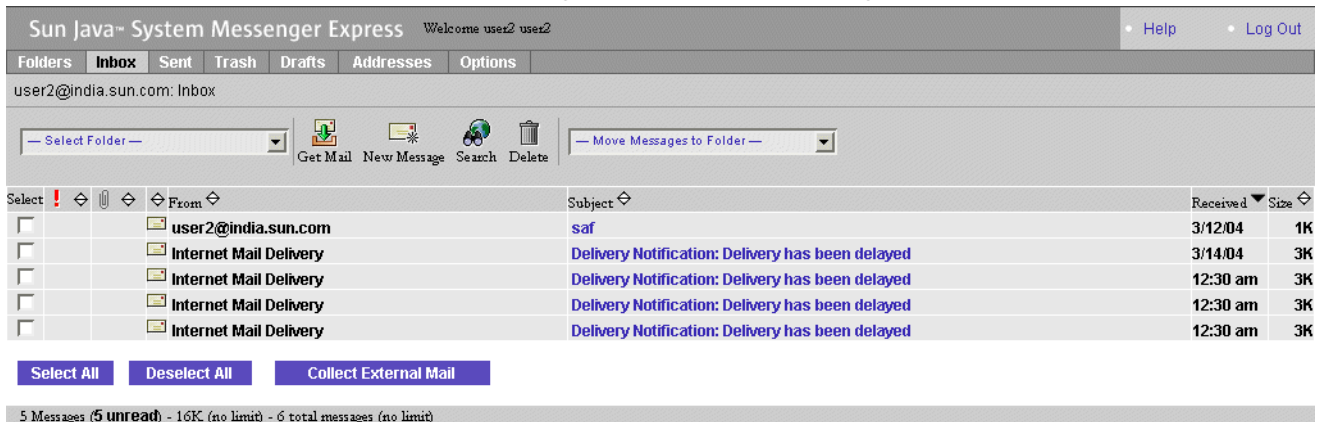 Sun Java™ System Messenger Express Welcome user2 user2 Help Log Out
Folders Inbox Sent Trash Drafts Addresses Options
user2@india.sun.com: Inbox
— Select Folder — Get Mail New Message Search Delete — Move Messages to Folder —
Select ! From Subject Received Size
user2@india.sun.com saf 3/12/04 1K
Internet Mail Delivery Delivery Notification: Delivery has been delayed 3/14/04 3K
Internet Mail Delivery Delivery Notification: Delivery has been delayed 12:30 am 3K
Internet Mail Delivery Delivery Notification: Delivery has been delayed 12:30 am 3K
Internet Mail Delivery Delivery Notification: Delivery has been delayed 12:30 am 3K
Select All Deselect All Collect External Mail
5 Messages (5 unread) - 16K (no limit) - 6 total messages (no limit)